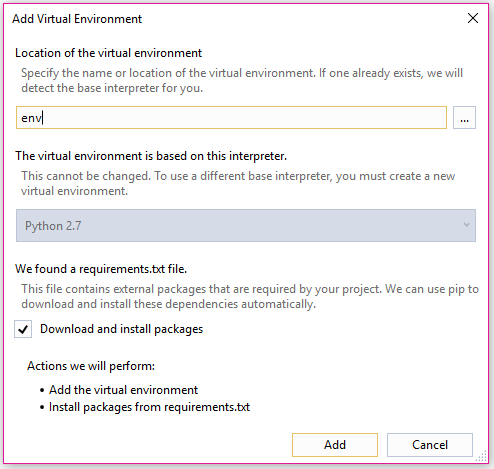 Add Virtual Environment
Location of the virtual environment
Specify the name or location of the virtual environment. If one already exists, we will
detect the base interpreter for you.
env
...
The virtual environment is based on this interpreter.
This cannot be changed. To use a different base interpreter, you must create a new
virtual environment.
Python 2.7
We found a requirements.txt file.
This file contains external packages that are required by your project. We can use pip to
download and install these dependencies automatically.
Download and install packages
Actions we will perform:
• Add the virtual environment
• Install packages from requirements.txt
Add Cancel